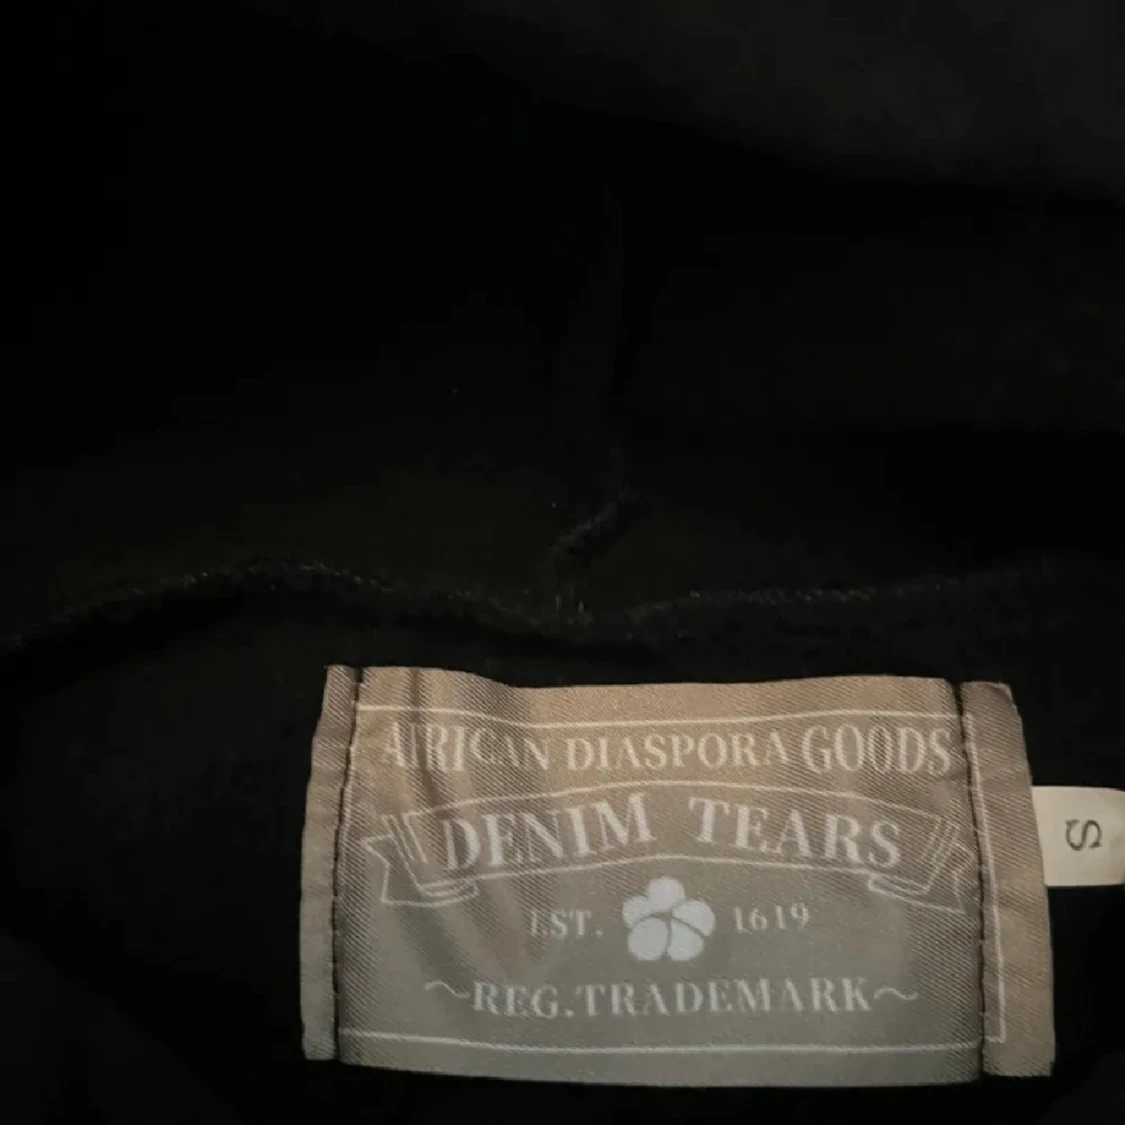 AFRICAN DIASPORA GOODS
DENIM TEARS
EST. 1619
~REG.TRADEMARK~
S